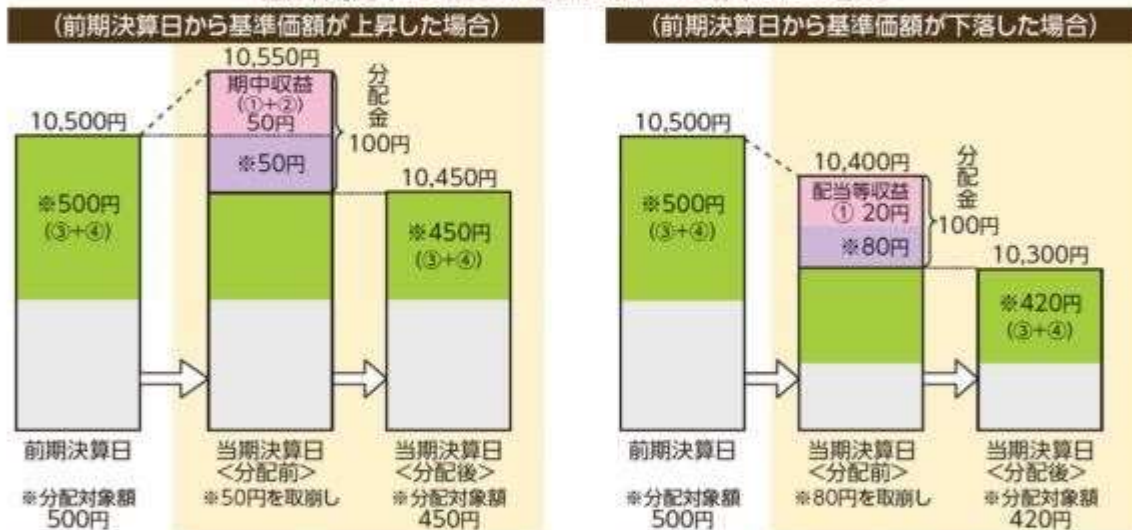 (前期決算日から基準価額が上昇した場合)
10,550円
期中収益
(①+②)
50円
※50円
分配金
100円
10,500円
※500円
(③+④)
10,450円
※450円
(③+④)
前期決算日
当期決算日
<分配前>
当期決算日
<分配後>
※分配対象額
500円
※50円を取崩し
※分配対象額
450円
(前期決算日から基準価額が下落した場合)
10,500円
※500円
(③+④)
10,400円
配当等収益
① 20円
※80円
分配金
100円
10,300円
※420円
(③+④)
前期決算日
当期決算日
<分配前>
当期決算日
<分配後>
※分配対象額
500円
※80円を取崩し
※分配対象額
420円